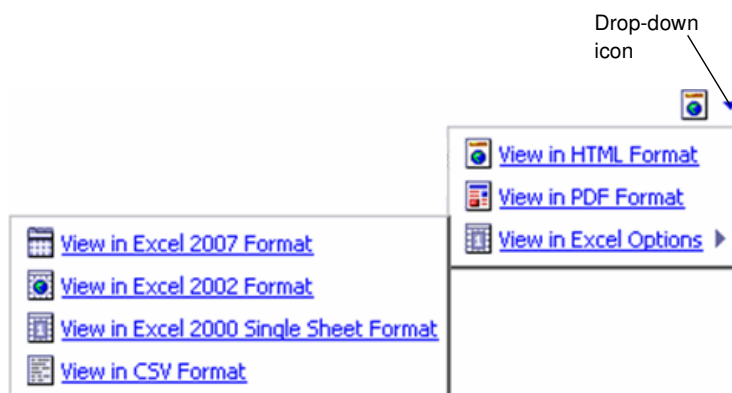 Drop-down
icon
View in HTML Format
View in PDF Format
View in Excel Options
View in Excel 2007 Format
View in Excel 2002 Format
View in Excel 2000 Single Sheet Format
View in CSV Format